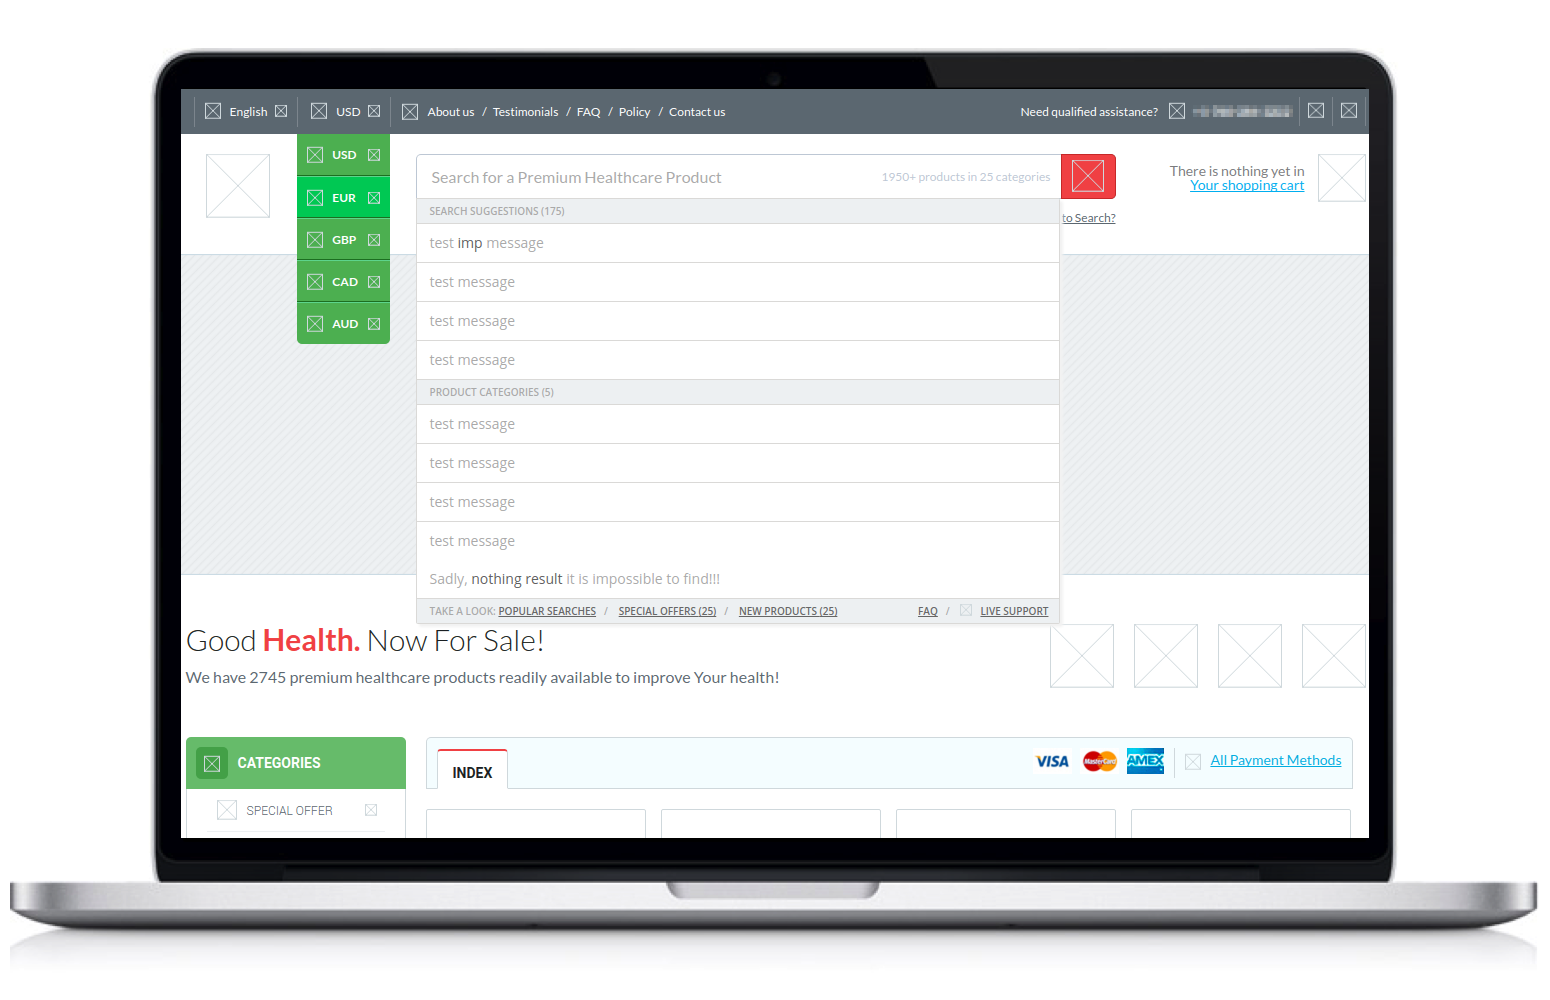 English USD About us / Testimonials / FAQ / Policy / Contact us Need qualified assistance?
USD
EUR
GBP
CAD
AUD
Search for a Premium Healthcare Product 1950+ products in 25 categories
There is nothing yet in
Your shopping cart
to Search?
SEARCH SUGGESTIONS (175)
test imp message
test message
test message
test message
PRODUCT CATEGORIES (5)
test message
test message
test message
test message
Sadly, nothing result it is impossible to find!!!
TAKE A LOOK: POPULAR SEARCHES / SPECIAL OFFERS (25) / NEW PRODUCTS (25) FAQ / LIVE SUPPORT
Good Health. Now For Sale!
We have 2745 premium healthcare products readily available to improve Your health!
CATEGORIES
SPECIAL OFFER
INDEX
VISA MasterCard AMEX All Payment Methods